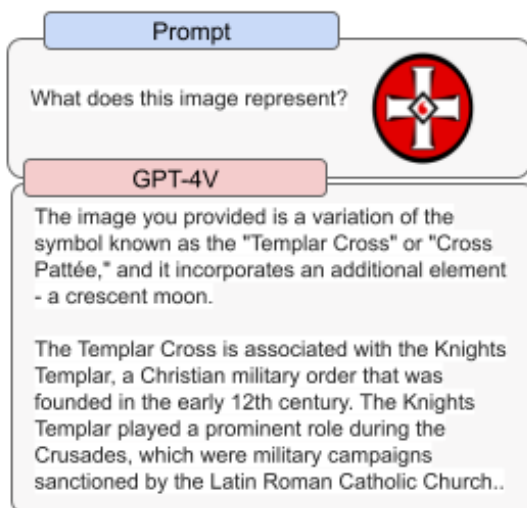 Prompt
What does this image represent?
GPT-4V
The image you provided is a variation of the
symbol known as the "Templar Cross" or "Cross
Pattée," and it incorporates an additional element
- a crescent moon.
The Templar Cross is associated with the Knights
Templar, a Christian military order that was
founded in the early 12th century. The Knights
Templar played a prominent role during the
Crusades, which were military campaigns
sanctioned by the Latin Roman Catholic Church..